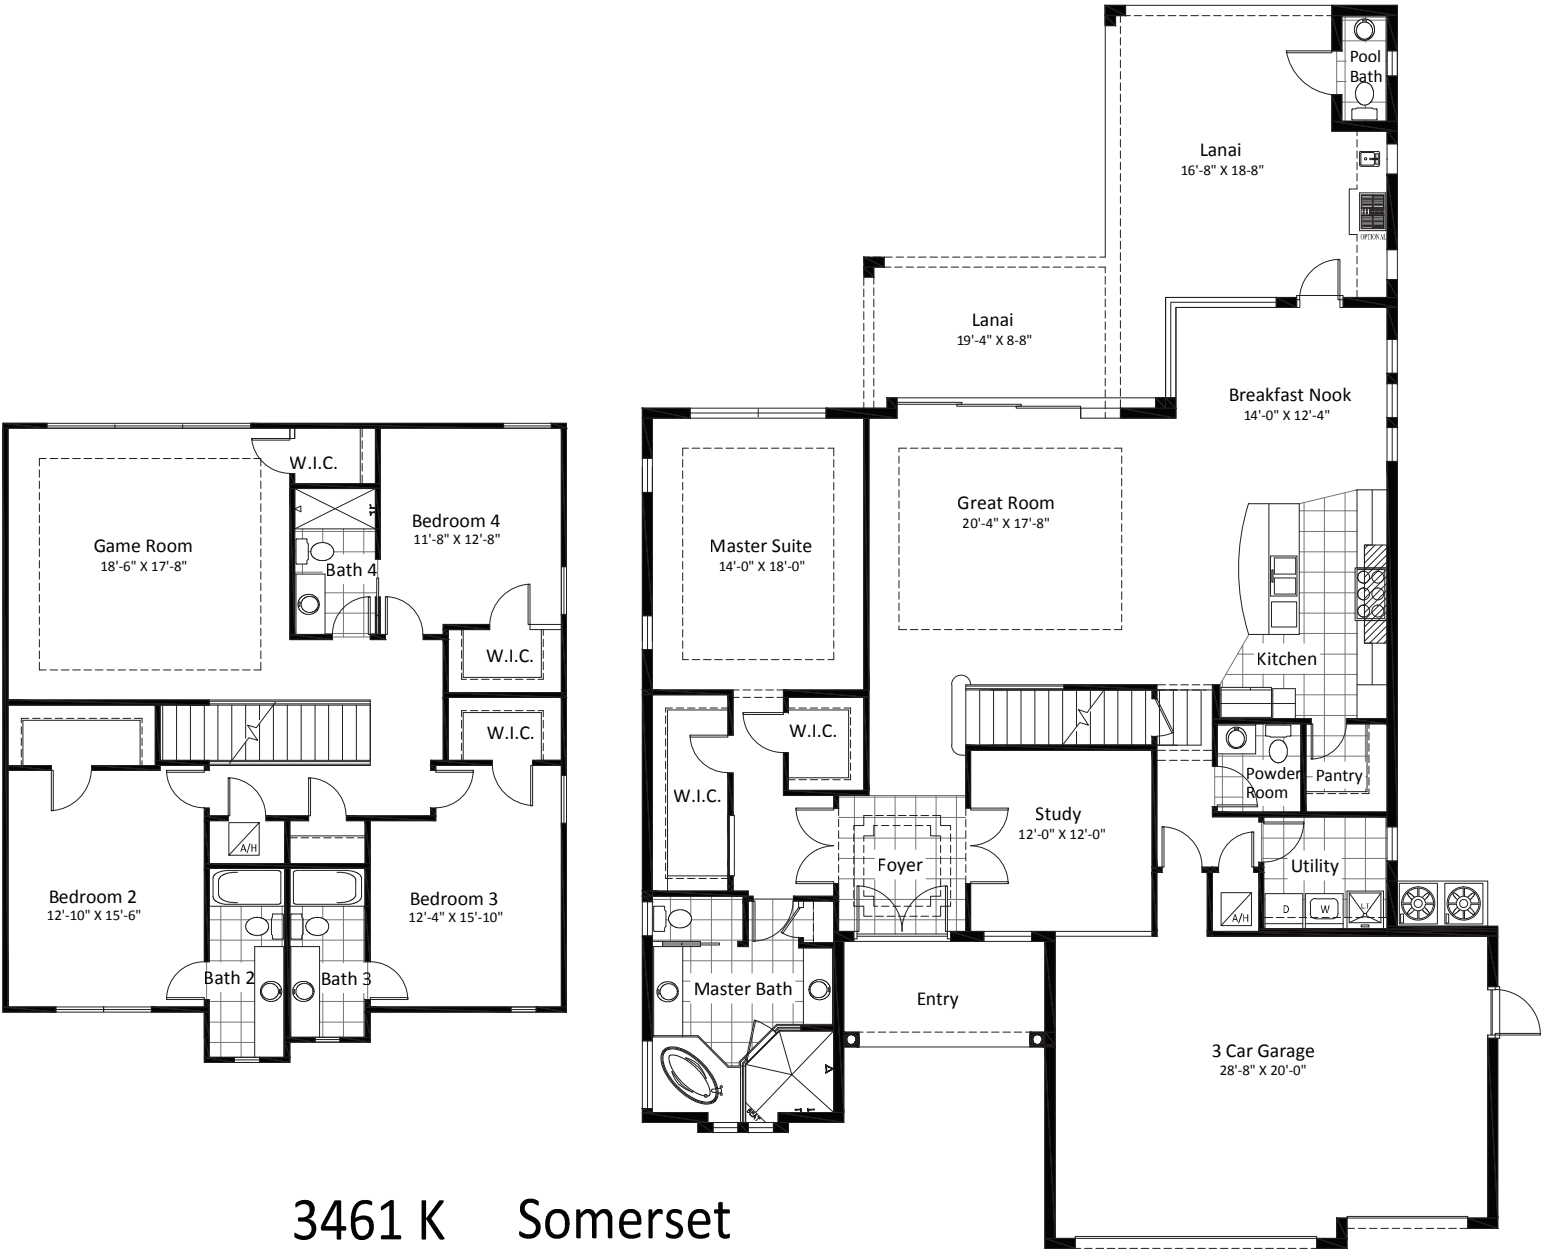 Pool
Bath
Lanai
16'-8" X 18-8"
OPTIONAL
Lanai
19'-4" X 8-8"
Breakfast Nook
14'-0" X 12'-4"
W.I.C.
Game Room
18'-6" X 17'-8"
Bedroom 4
11'-8" X 12'-8"
Bath 4
W.I.C.
W.I.C.
A/H
Bedroom 2
12'-10" X 15'-6"
Bedroom 3
12'-4" X 15'-10"
Bath 2
Bath 3
Great Room
20'-4" X 17'-8"
Master Suite
14'-0" X 18'-0"
Kitchen
W.I.C.
W.I.C.
Powder
Room
Pantry
Study
12'-0" X 12'-0"
Foyer
Utility
D
W
L.T.
A/H
Master Bath
Entry
SEAT
3 Car Garage
28'-8" X 20'-0"
3461 K Somerset